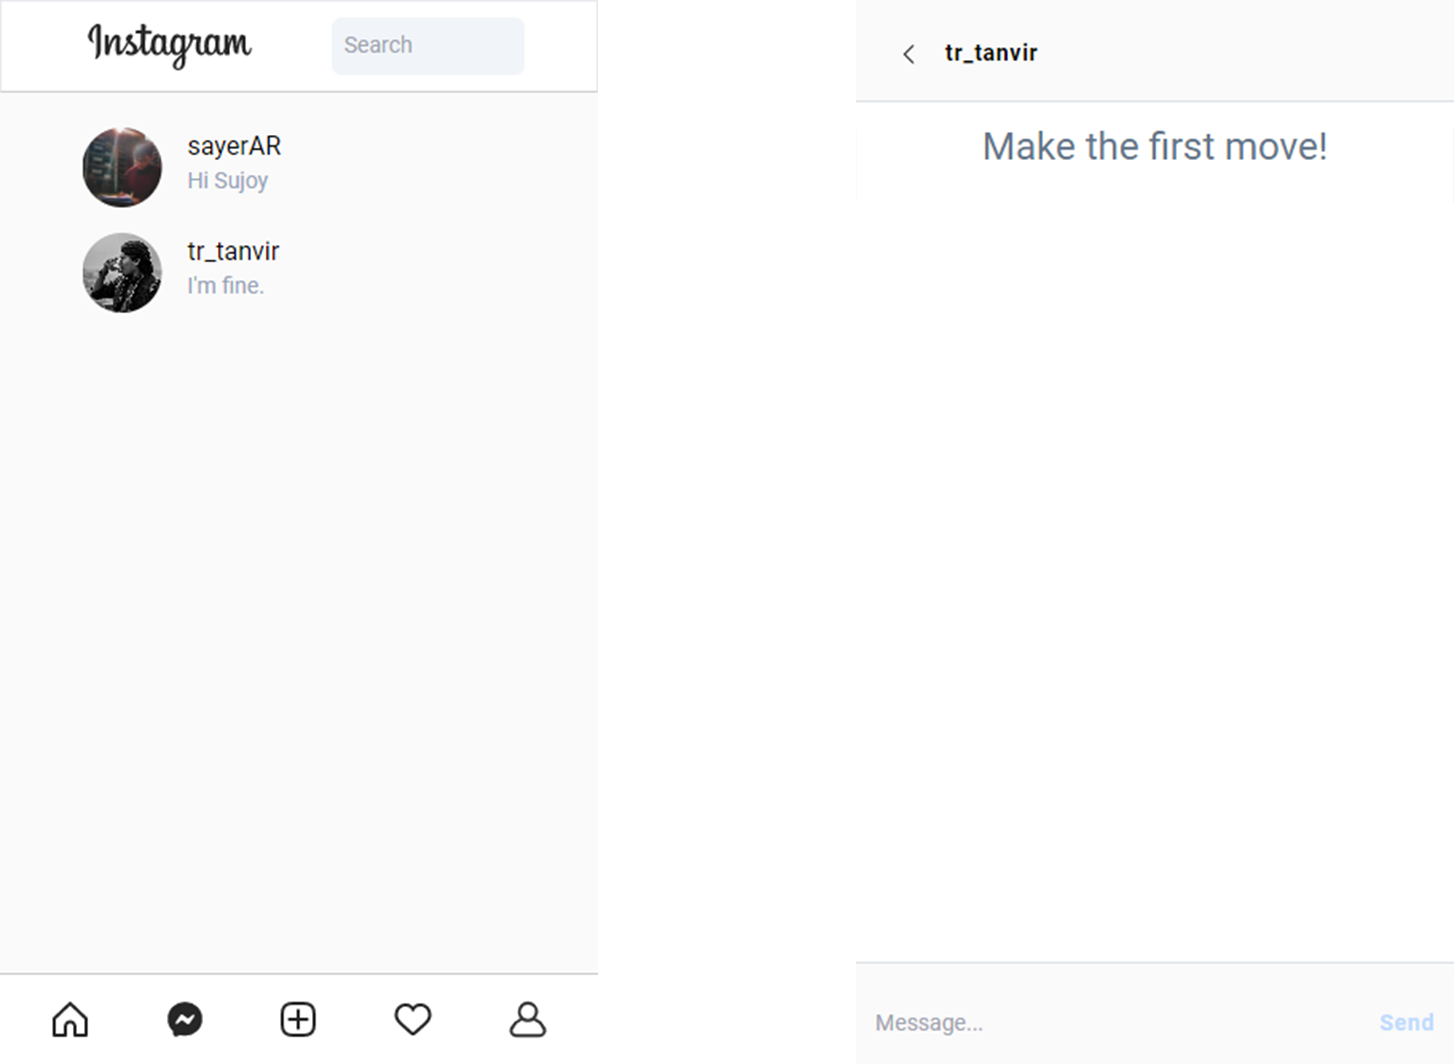 Instagram
Search
sayerAR
Hi Sujoy
tr_tanvir
I'm fine.
tr_tanvir
Make the first move!
Message...
Send